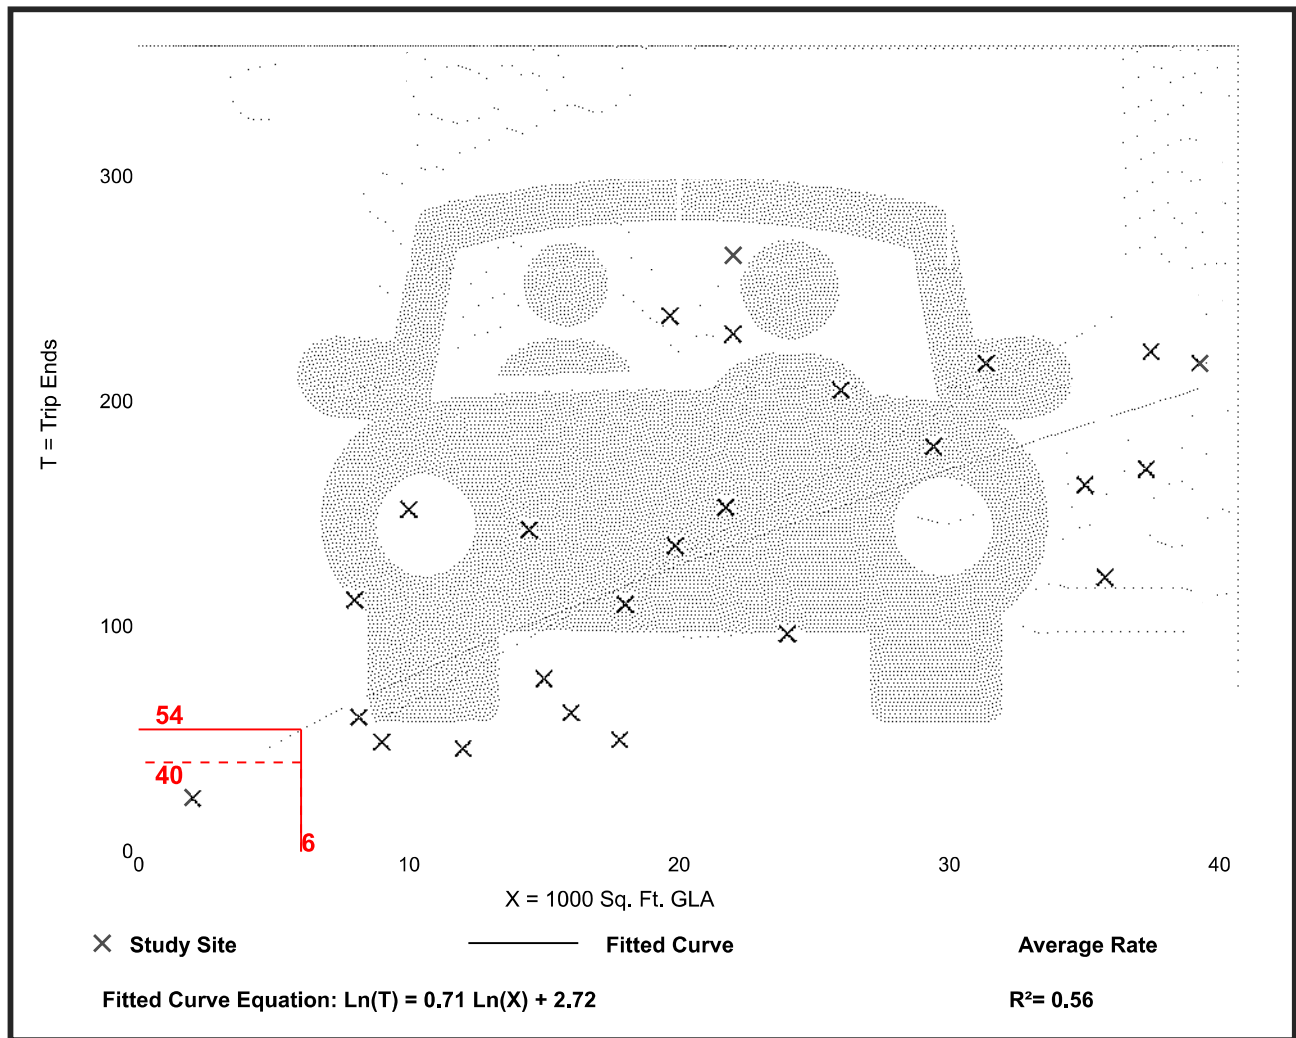 300
200
100
0
T = Trip Ends
54
40
6
0 10 20 30 40
X = 1000 Sq. Ft. GLA
Study Site Fitted Curve Average Rate
Fitted Curve Equation: Ln(T) = 0.71 Ln(X) + 2.72 R²= 0.56